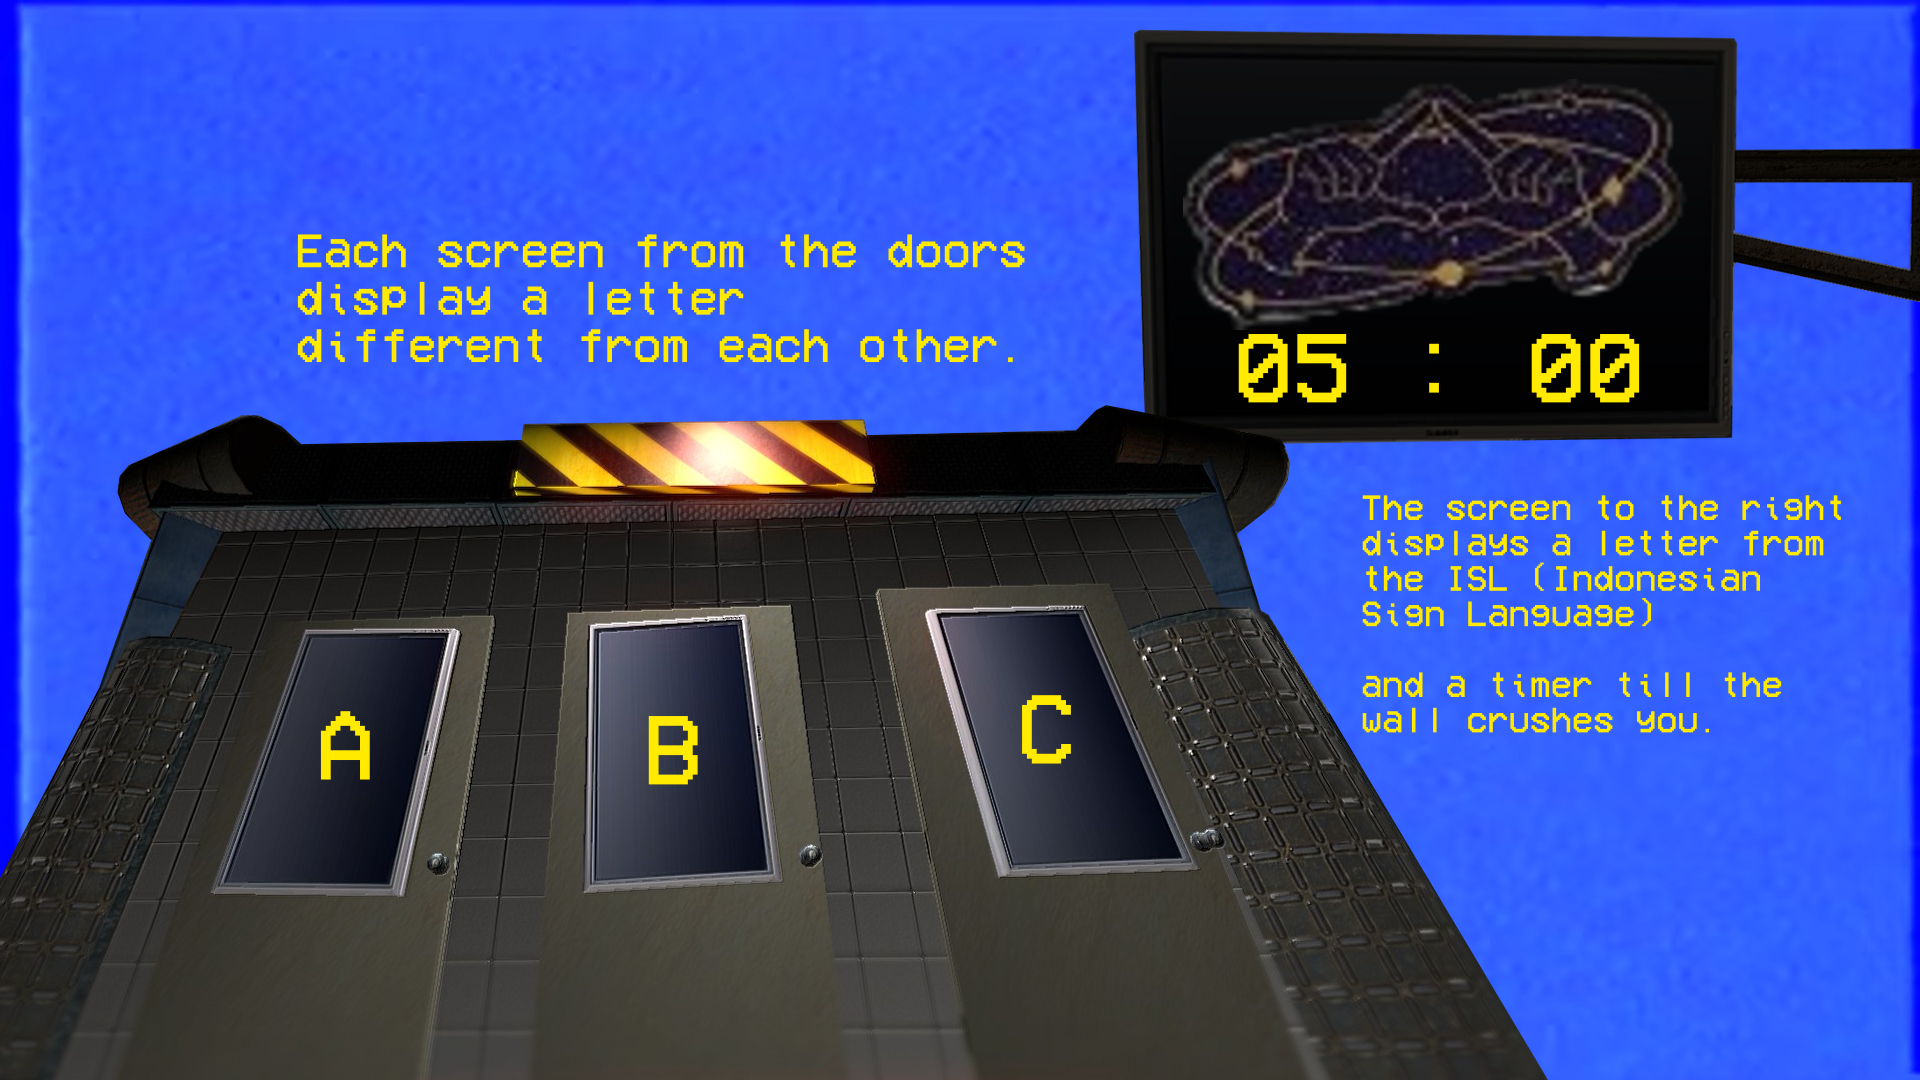 Each screen from the doors
display a letter
different from each other.
05 : 00
The screen to the right
displays a letter from
the ISL (Indonesian
Sign Language)
and a timer till the
wall crushes you.
A B C